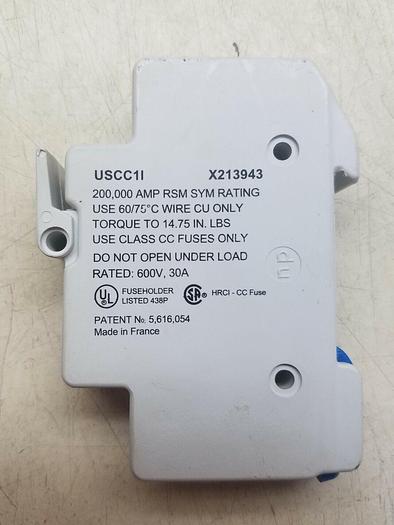 USCC1I X213943
200,000 AMP RSM SYM RATING
USE 60/75°C WIRE CU ONLY
TORQUE TO 14.75 IN. LBS
USE CLASS CC FUSES ONLY
DO NOT OPEN UNDER LOAD
RATED: 600V, 30A
UL FUSEHOLDER
LISTED 438P
SA HRCI - CC Fuse
PATENT No. 5,616,054
Made in France